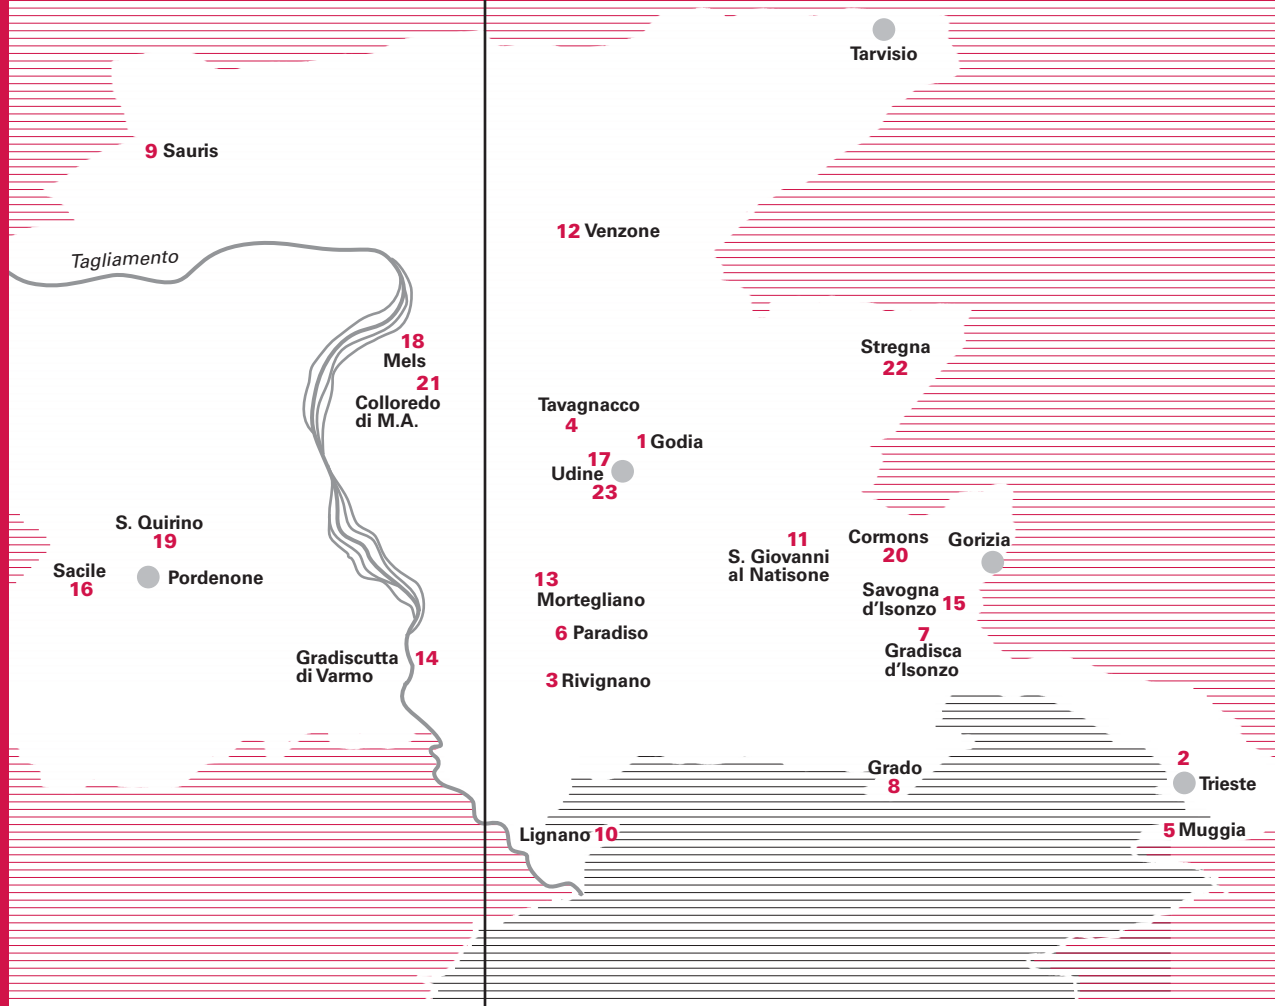 Tarvisio
9 Sauris
12 Venzone
Tagliamento
18
Mels
21
Colloredo
di M.A.
Stregna
22
Tavagnacco
4
1 Godia
17
Udine
23
S. Quirino
19
Sacile
16
Pordenone
11
S. Giovanni
al Natisone
Cormons
20
Gorizia
13
Mortegliano
Savogna
d'Isonzo 15
6 Paradiso
7
Gradisca
d'Isonzo
Gradiscutta 14
di Varmo
3 Rivignano
2
Trieste
Grado
8
Lignano 10
5 Muggia